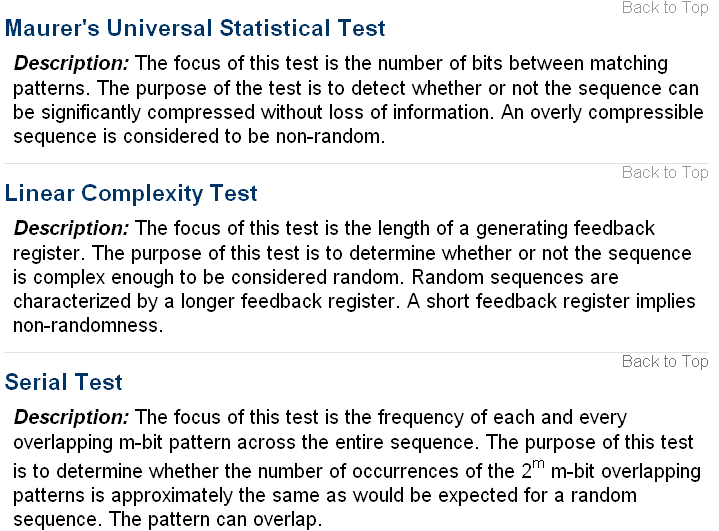 Back to Top
Maurer's Universal Statistical Test
Description: The focus of this test is the number of bits between matching
patterns. The purpose of the test is to detect whether or not the sequence can
be significantly compressed without loss of information. An overly compressible
sequence is considered to be non-random.
Back to Top
Linear Complexity Test
Description: The focus of this test is the length of a generating feedback
register. The purpose of this test is to determine whether or not the sequence
is complex enough to be considered random. Random sequences are
characterized by a longer feedback register. A short feedback register implies
non-randomness.
Back to Top
Serial Test
Description: The focus of this test is the frequency of each and every
overlapping m-bit pattern across the entire sequence. The purpose of this test
is to determine whether the number of occurrences of the 2^m m-bit overlapping
patterns is approximately the same as would be expected for a random
sequence. The pattern can overlap.